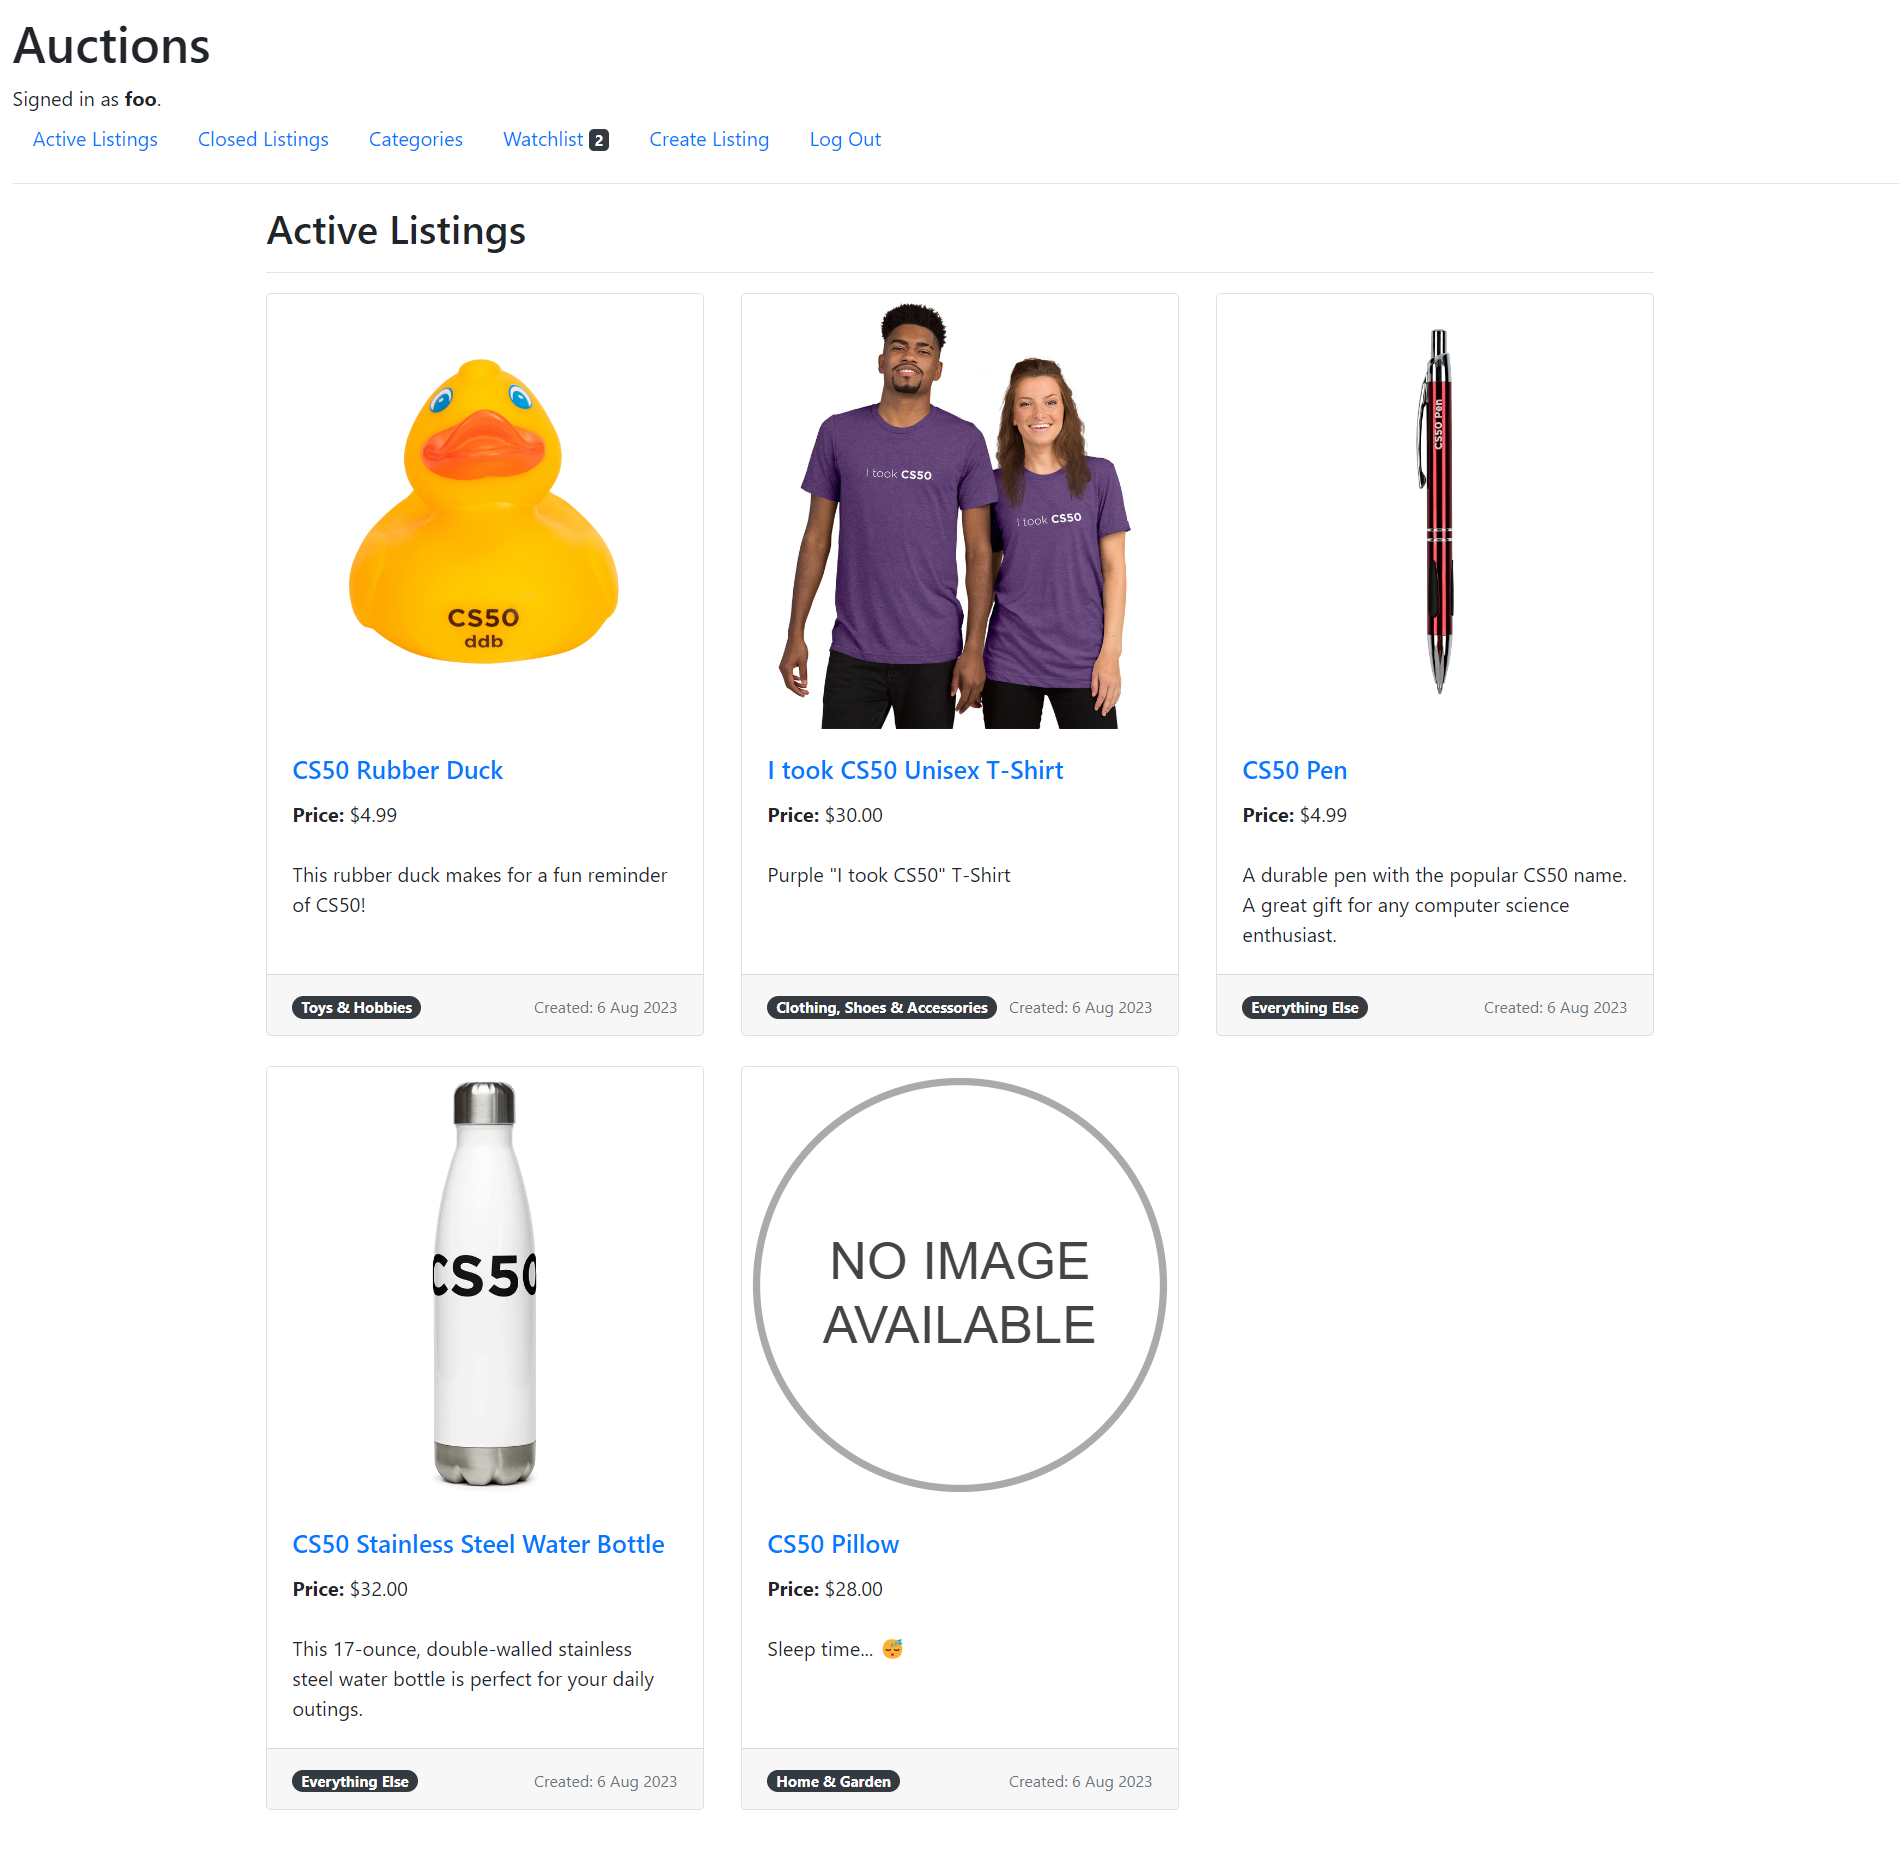 Auctions
Signed in as foo.
Active Listings Closed Listings Categories Watchlist 2 Create Listing Log Out
Active Listings
CS50
ddb
CS50 Rubber Duck
Price: $4.99
This rubber duck makes for a fun reminder
of CS50!
Toys & Hobbies Created: 6 Aug 2023
I took CS50
I took CS50
I took CS50 Unisex T-Shirt
Price: $30.00
Purple "I took CS50" T-Shirt
Clothing, Shoes & Accessories Created: 6 Aug 2023
CS50 Pen
CS50 Pen
Price: $4.99
A durable pen with the popular CS50 name.
A great gift for any computer science
enthusiast.
Everything Else Created: 6 Aug 2023
CS50
CS50 Stainless Steel Water Bottle
Price: $32.00
This 17-ounce, double-walled stainless
steel water bottle is perfect for your daily
outings.
Everything Else Created: 6 Aug 2023
NO IMAGE
AVAILABLE
CS50 Pillow
Price: $28.00
Sleep time... 😴
Home & Garden Created: 6 Aug 2023